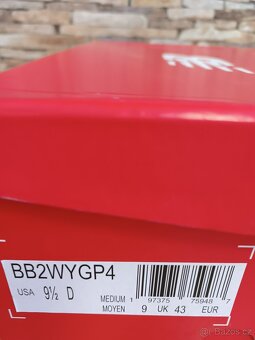 BB2WYGP4
USA 9½ D
MEDIUM 1 97375 75948 7
MOYEN 9 UK 43 EUR